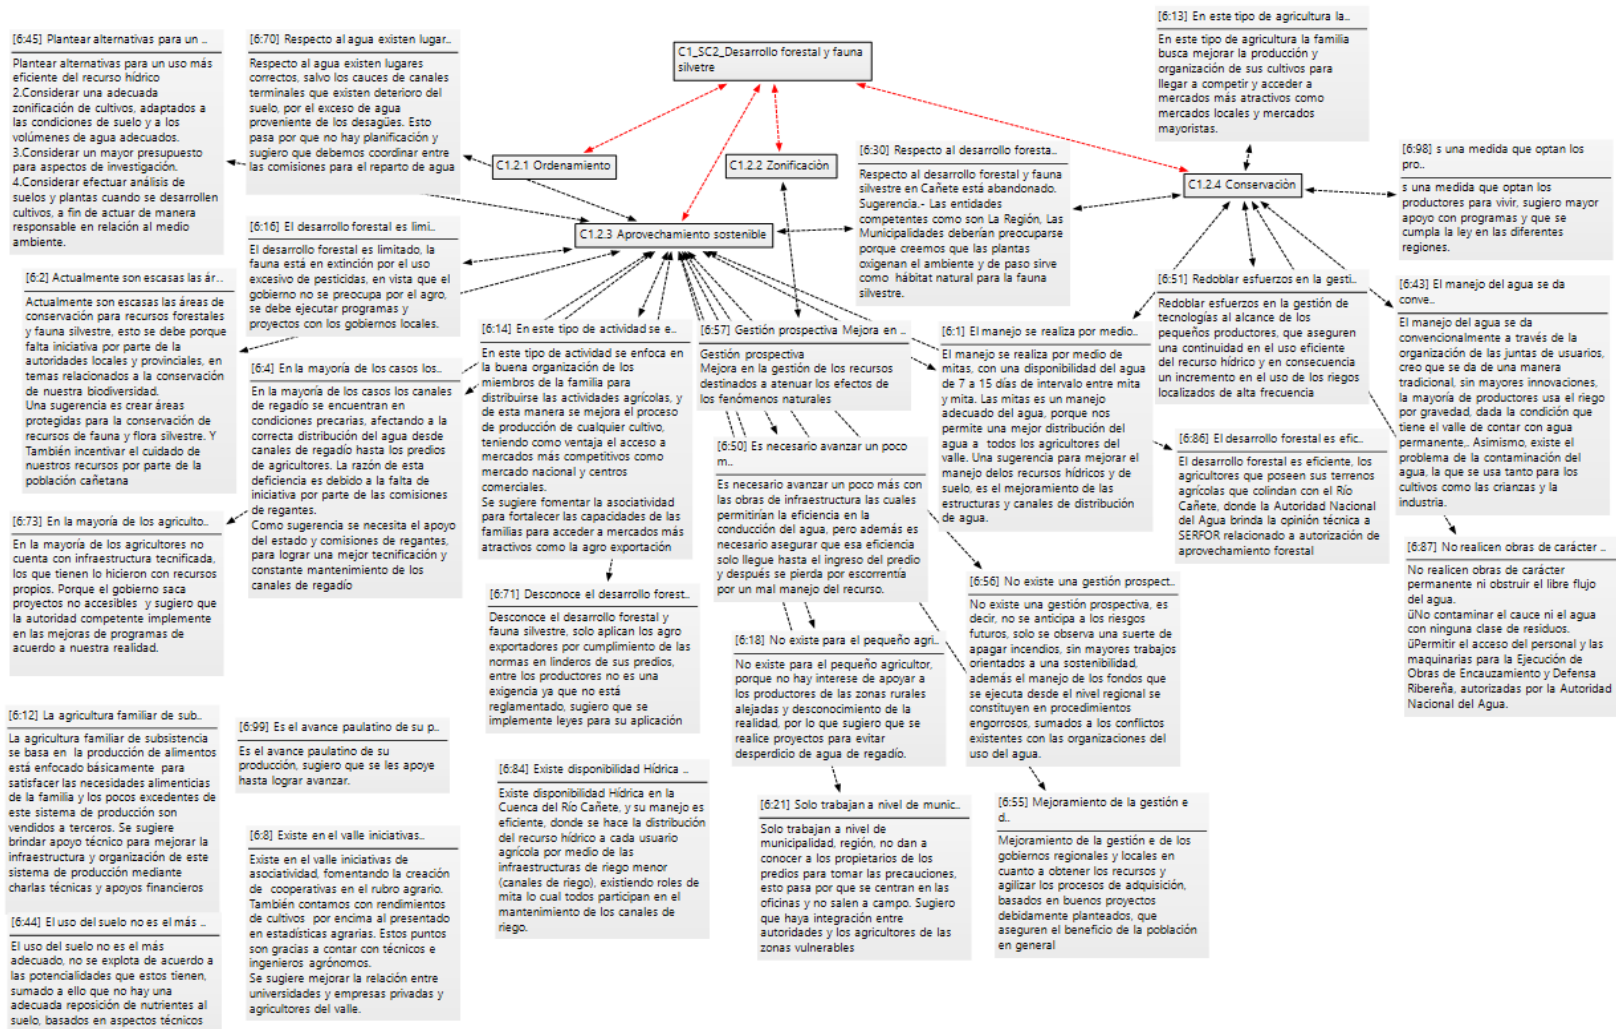 C1_SC2_Desarrollo forestal y fauna
silvetre
C1.2.1 Ordenamiento
C1.2.2 Zonificaciòn
C1.2.3 Aprovechamiento sostenible
C1.2.4 Conservaciòn
[6:45] Plantear alternativas para un ..
Plantear alternativas para un uso más
eficiente del recurso hídrico
2.Considerar una adecuada
zonificación de cultivos, adaptados a
las condiciones de suelo y a los
volúmenes de agua adecuados.
3.Considerar un mayor presupuesto
para aspectos de investigación.
4.Considerar efectuar análisis de
suelos y plantas cuando se desarrollen
cultivos, a fin de actuar de manera
responsable en relación al medio
ambiente.
[6:70] Respecto al agua existen lugar..
Respecto al agua existen lugares
correctos, salvo los cauces de canales
terminales que existen deterioro del
suelo, por el exceso de agua
proveniente de los desagües. Esto
pasa por que no hay planificación y
sugiero que debemos coordinar entre
las comisiones para el reparto de agua
[6:13] En este tipo de agricultura la..
En este tipo de agricultura la familia
busca mejorar la producción y
organización de sus cultivos para
llegar a competir y acceder a
mercados más atractivos como
mercados locales y mercados
mayoristas.
[6:30] Respecto al desarrollo foresta..
Respecto al desarrollo forestal y fauna
silvestre en Cañete está abandonado.
Sugerencia.- Las entidades
competentes como son La Región, Las
Municipalidades deberían preocuparse
porque creemos que las plantas
oxigenan el ambiente y de paso sirve
como hábitat natural para la fauna
silvestre.
[6:98] s una medida que optan los
pro..
s una medida que optan los
productores para vivir, sugiero mayor
apoyo con programas y que se
cumpla la ley en las diferentes
regiones.
[6:16] El desarrollo forestal es limi..
El desarrollo forestal es limitado, la
fauna está en extinción por el uso
excesivo de pesticidas, en vista que el
gobierno no se preocupa por el agro,
se debe ejecutar programas y
proyectos con los gobiernos locales.
[6:2] Actualmente son escasas las ár...
Actualmente son escasas las áreas de
conservación para recursos forestales
y fauna silvestre, esto se debe porque
falta iniciativa por parte de la
autoridades locales y provinciales, en
temas relacionados a la conservación
de nuestra biodiversidad.
Una sugerencia es crear áreas
protegidas para la conservación de
recursos de fauna y flora silvestre. Y
También incentivar el cuidado de
nuestros recursos por parte de la
población cañetana
[6:4] En la mayoría de los casos los..
En la mayoría de los casos los canales
de regadío se encuentran en
condiciones precarias, afectando a la
correcta distribución del agua desde
canales de regadío hasta los predios
de agricultores. La razón de esta
deficiencia es debido a la falta de
iniciativa por parte de las comisiones
de regantes.
Como sugerencia se necesita el apoyo
del estado y comisiones de regantes,
para lograr una mejor tecnificación y
constante mantenimiento de los
canales de regadío
[6:14] En este tipo de actividad se e..
En este tipo de actividad se enfoca en
la buena organización de los
miembros de la familia para
distribuirse las actividades agrícolas, y
de esta manera se mejora el proceso
de producción de cualquier cultivo,
teniendo como ventaja el acceso a
mercados más competitivos como
mercado nacional y centros
comerciales.
Se sugiere fomentar la asociatividad
para fortalecer las capacidades de las
familias para acceder a mercados más
atractivos como la agro exportación
[6:57] Gestión prospectiva Mejora en ..
Gestión prospectiva
Mejora en la gestión de los recursos
destinados a atenuar los efectos de
los fenómenos naturales
[6:1] El manejo se realiza por medio..
El manejo se realiza por medio de
mitas, con una disponibilidad del agua
de 7 a 15 días de intervalo entre mita
y mita. Las mitas es un manejo
adecuado del agua, porque nos
permite una mejor distribución del
agua a todos los agricultores del
valle. Una sugerencia para mejorar el
manejo delos recursos hídricos y de
suelo, es el mejoramiento de las
estructuras y canales de distribución
de agua.
[6:51] Redoblar esfuerzos en la gesti..
Redoblar esfuerzos en la gestión de
tecnologías al alcance de los
pequeños productores, que aseguren
una continuidad en el uso eficiente
del recurso hídrico y en consecuencia
un incremento en el uso de los riegos
localizados de alta frecuencia
[6:43] El manejo del agua se da
conve..
El manejo del agua se da
convencionalmente a través de la
organización de las juntas de usuarios,
creo que se da de una manera
tradicional, sin mayores innovaciones,
la mayoría de productores usa el riego
por gravedad, dada la condición que
tiene el valle de contar con agua
permanente,. Asimismo, existe el
problema de la contaminación del
agua, la que se usa tanto para los
cultivos como las crianzas y la
industria.
[6:50] Es necesario avanzar un poco
m..
Es necesario avanzar un poco más con
las obras de infraestructura las cuales
permitirían la eficiencia en la
conducción del agua, pero además es
necesario asegurar que esa eficiencia
solo llegue hasta el ingreso del predio
y después se pierda por escorrentía
por un mal manejo del recurso.
[6:86] El desarrollo forestal es efic..
El desarrollo forestal es eficiente, los
agricultores que poseen sus terrenos
agrícolas que colindan con el Río
Cañete, donde la Autoridad Nacional
del Agua brinda la opinión técnica a
SERFOR relacionado a autorización de
aprovechamiento forestal
[6:73] En la mayoría de los agriculto..
En la mayoría de los agricultores no
cuenta con infraestructura tecnificada,
los que tienen lo hicieron con recursos
propios. Porque el gobierno saca
proyectos no accesibles y sugiero que
la autoridad competente implemente
en las mejoras de programas de
acuerdo a nuestra realidad.
[6:71] Desconoce el desarrollo forest..
Desconoce el desarrollo forestal y
fauna silvestre, solo aplican los agro
exportadores por cumplimiento de las
normas en linderos de sus predios,
entre los productores no es una
exigencia ya que no está
reglamentado, sugiero que se
implemente leyes para su aplicación
[6:56] No existe una gestión prospect..
No existe una gestión prospectiva, es
decir, no se anticipa a los riesgos
futuros, solo se observa una suerte de
apagar incendios, sin mayores trabajos
orientados a una sostenibilidad,
además el manejo de los fondos que
se ejecuta desde el nivel regional se
constituyen en procedimientos
engorrosos, sumados a los conflictos
existentes con las organizaciones del
uso del agua.
[6:87] No realicen obras de carácter ..
No realicen obras de carácter
permanente ni obstruir el libre flujo
del agua.
üNo contaminar el cauce ni el agua
con ninguna clase de residuos.
üPermitir el acceso del personal y las
maquinarias para la Ejecución de
Obras de Encauzamiento y Defensa
Ribereña, autorizadas por la Autoridad
Nacional del Agua.
[6:18] No existe para el pequeño agri..
No existe para el pequeño agricultor,
porque no hay interese de apoyar a
los productores de las zonas rurales
alejadas y desconocimiento de la
realidad, por lo que sugiero que se
realice proyectos para evitar
desperdicio de agua de regadío.
[6:12] La agricultura familiar de sub..
La agricultura familiar de subsistencia
se basa en la producción de alimentos
está enfocado básicamente para
satisfacer las necesidades alimenticias
de la familia y los pocos excedentes de
este sistema de producción son
vendidos a terceros. Se sugiere
brindar apoyo técnico para mejorar la
infraestructura y organización de este
sistema de producción mediante
charlas técnicas y apoyos financieros
[6:99] Es el avance paulatino de su p..
Es el avance paulatino de su
producción, sugiero que se les apoye
hasta lograr avanzar.
[6:84] Existe disponibilidad Hídrica ..
Existe disponibilidad Hídrica en la
Cuenca del Río Cañete, y su manejo es
eficiente, donde se hace la distribución
del recurso hídrico a cada usuario
agrícola por medio de las
infraestructuras de riego menor
(canales de riego), existiendo roles de
mita lo cual todos participan en el
mantenimiento de los canales de
riego.
[6:21] Solo trabajan a nivel de munic..
Solo trabajan a nivel de
municipalidad, región, no dan a
conocer a los propietarios de los
predios para tomar las precauciones,
esto pasa por que se centran en las
oficinas y no salen a campo. Sugiero
que haya integración entre
autoridades y los agricultores de las
zonas vulnerables
[6:55] Mejoramiento de la gestión e
d..
Mejoramiento de la gestión e de los
gobiernos regionales y locales en
cuanto a obtener los recursos y
agilizar los procesos de adquisición,
basados en buenos proyectos
debidamente planteados, que
aseguren el beneficio de la población
en general
[6:8] Existe en el valle iniciativas..
Existe en el valle iniciativas de
asociatividad, fomentando la creación
de cooperativas en el rubro agrario.
También contamos con rendimientos
de cultivos por encima al presentado
en estadísticas agrarias. Estos puntos
son gracias a contar con técnicos e
ingenieros agrónomos.
Se sugiere mejorar la relación entre
universidades y empresas privadas y
agricultores del valle.
[6:44] El uso del suelo no es el más ..
El uso del suelo no es el más
adecuado, no se explota de acuerdo a
las potencialidades que estos tienen,
sumado a ello que no hay una
adecuada reposición de nutrientes al
suelo, basados en aspectos técnicos